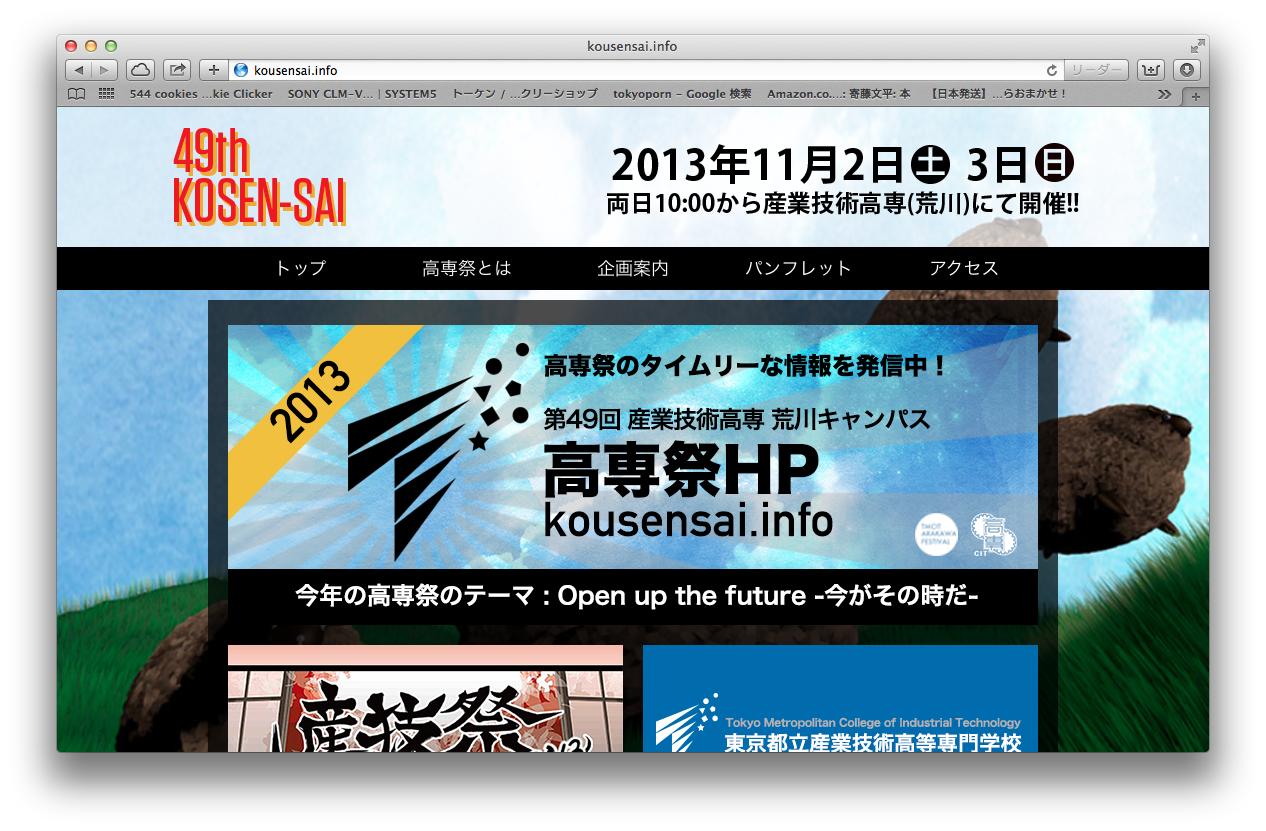 kousensai.info
kousensai.info
リーダー
544 cookies ...kie Clicker
SONY CLM-V... | SYSTEM5
トーケン / ...クリーショップ
tokyoporn - Google 検索
Amazon.co....: 寄藤文平: 本
【日本発送】...らおまかせ！
49th
KOSEN-SAI
2013年11月2日土 3日日
両日10:00から産業技術高専(荒川)にて開催!!
トップ
高専祭とは
企画案内
パンフレット
アクセス
2013
高専祭のタイムリーな情報を発信中！
第49回 産業技術高専 荒川キャンパス
高専祭HP
kousensai.info
TMCIT
ARAKAWA
FESTIVAL
高専
CIT
今年の高専祭のテーマ : Open up the future -今がその時だ-
産技祭
Tokyo Metropolitan College of Industrial Technology
東京都立産業技術高等専門学校